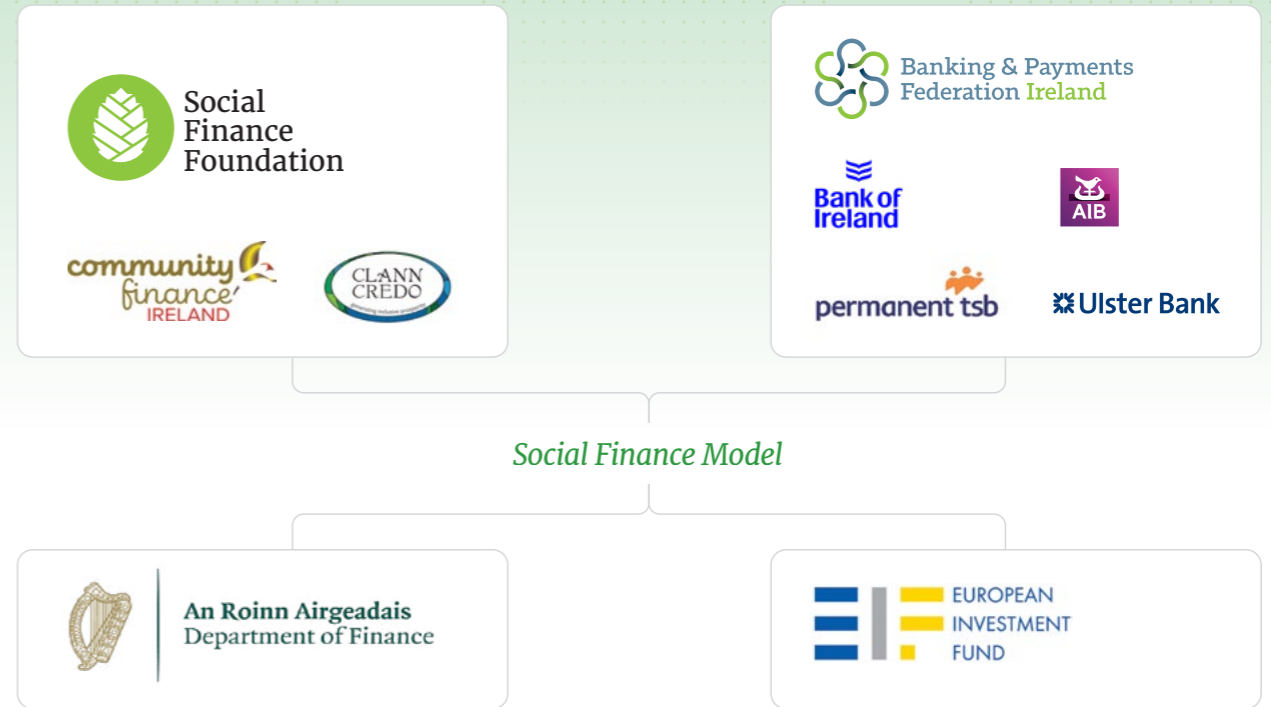 Social
Finance
Foundation
community
finance
IRELAND
CLANN
CREDO
Banking & Payments
Federation Ireland
Bank of
Ireland
AIB
permanent tsb
Ulster Bank
Social Finance Model
An Roinn Airgeadais
Department of Finance
EUROPEAN
INVESTMENT
FUND